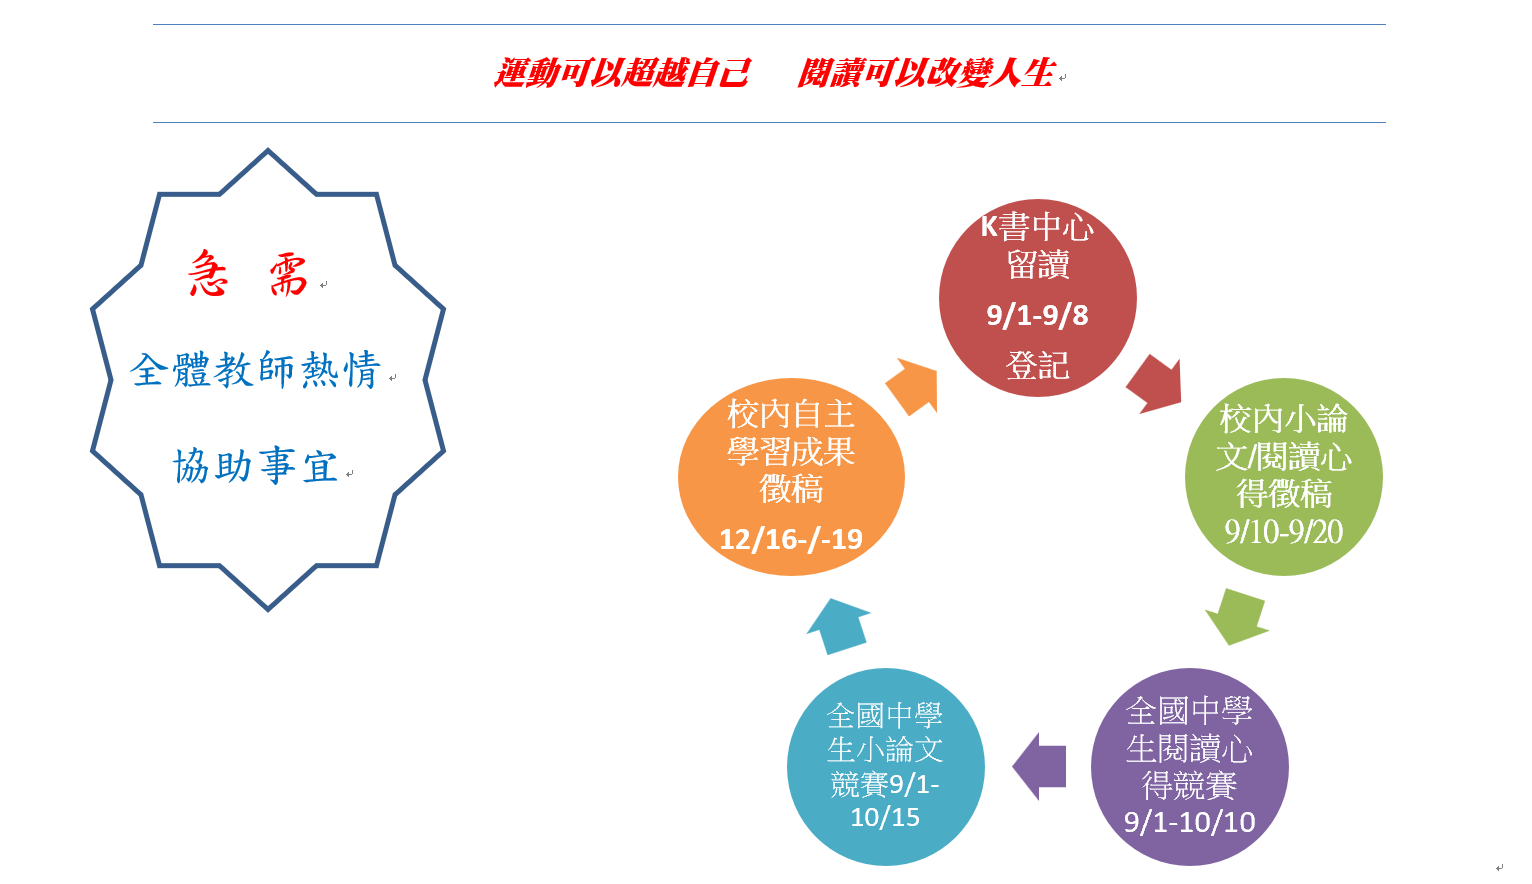 運動可以超越自己 閱讀可以改變人生
急 需
全體教師熱情
協助事宜
K書中心
留讀
9/1-9/8
登記
校內小論
文/閱讀心
得徵稿
9/10-9/20
全國中學
生閱讀心
得競賽
9/1-10/10
全國中學
生小論文
競賽9/1-
10/15
校內自主
學習成果
徵稿
12/16-/-19